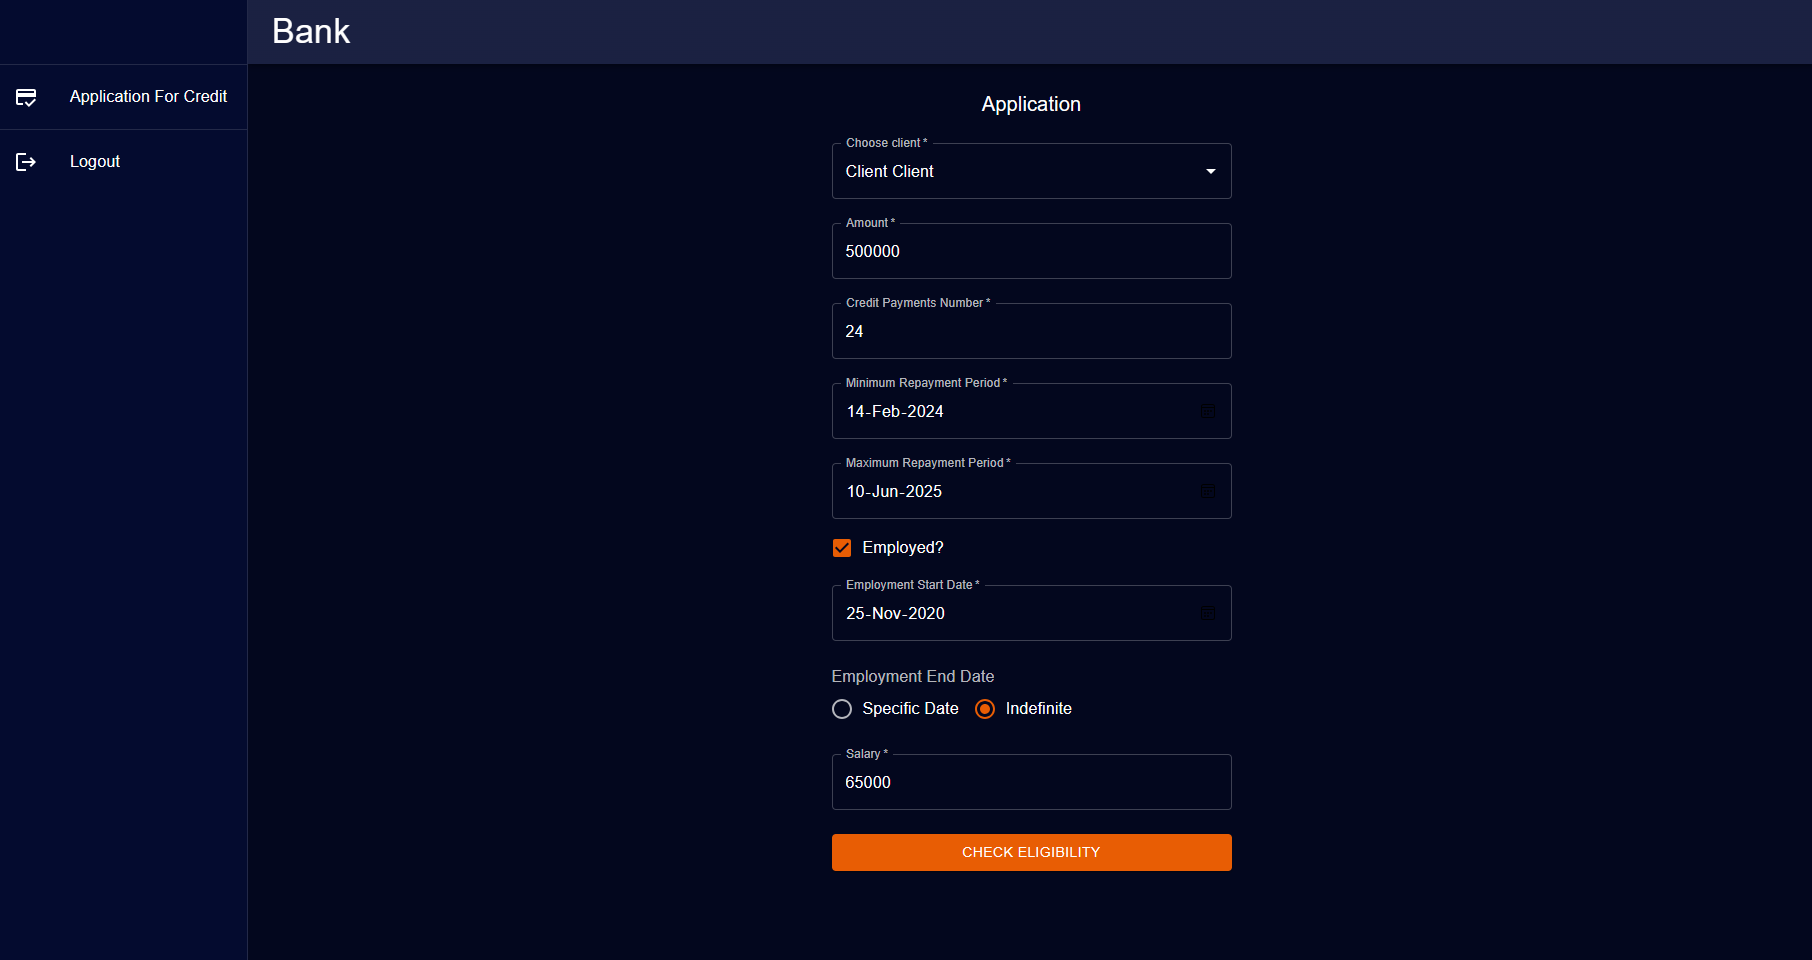 Bank
Application For Credit
Logout
Application
Choose client *
Client Client
Amount *
500000
Credit Payments Number *
24
Minimum Repayment Period *
14-Feb-2024
Maximum Repayment Period *
10-Jun-2025
Employed?
Employment Start Date *
25-Nov-2020
Employment End Date
Specific Date Indefinite
Salary *
65000
CHECK ELIGIBILITY